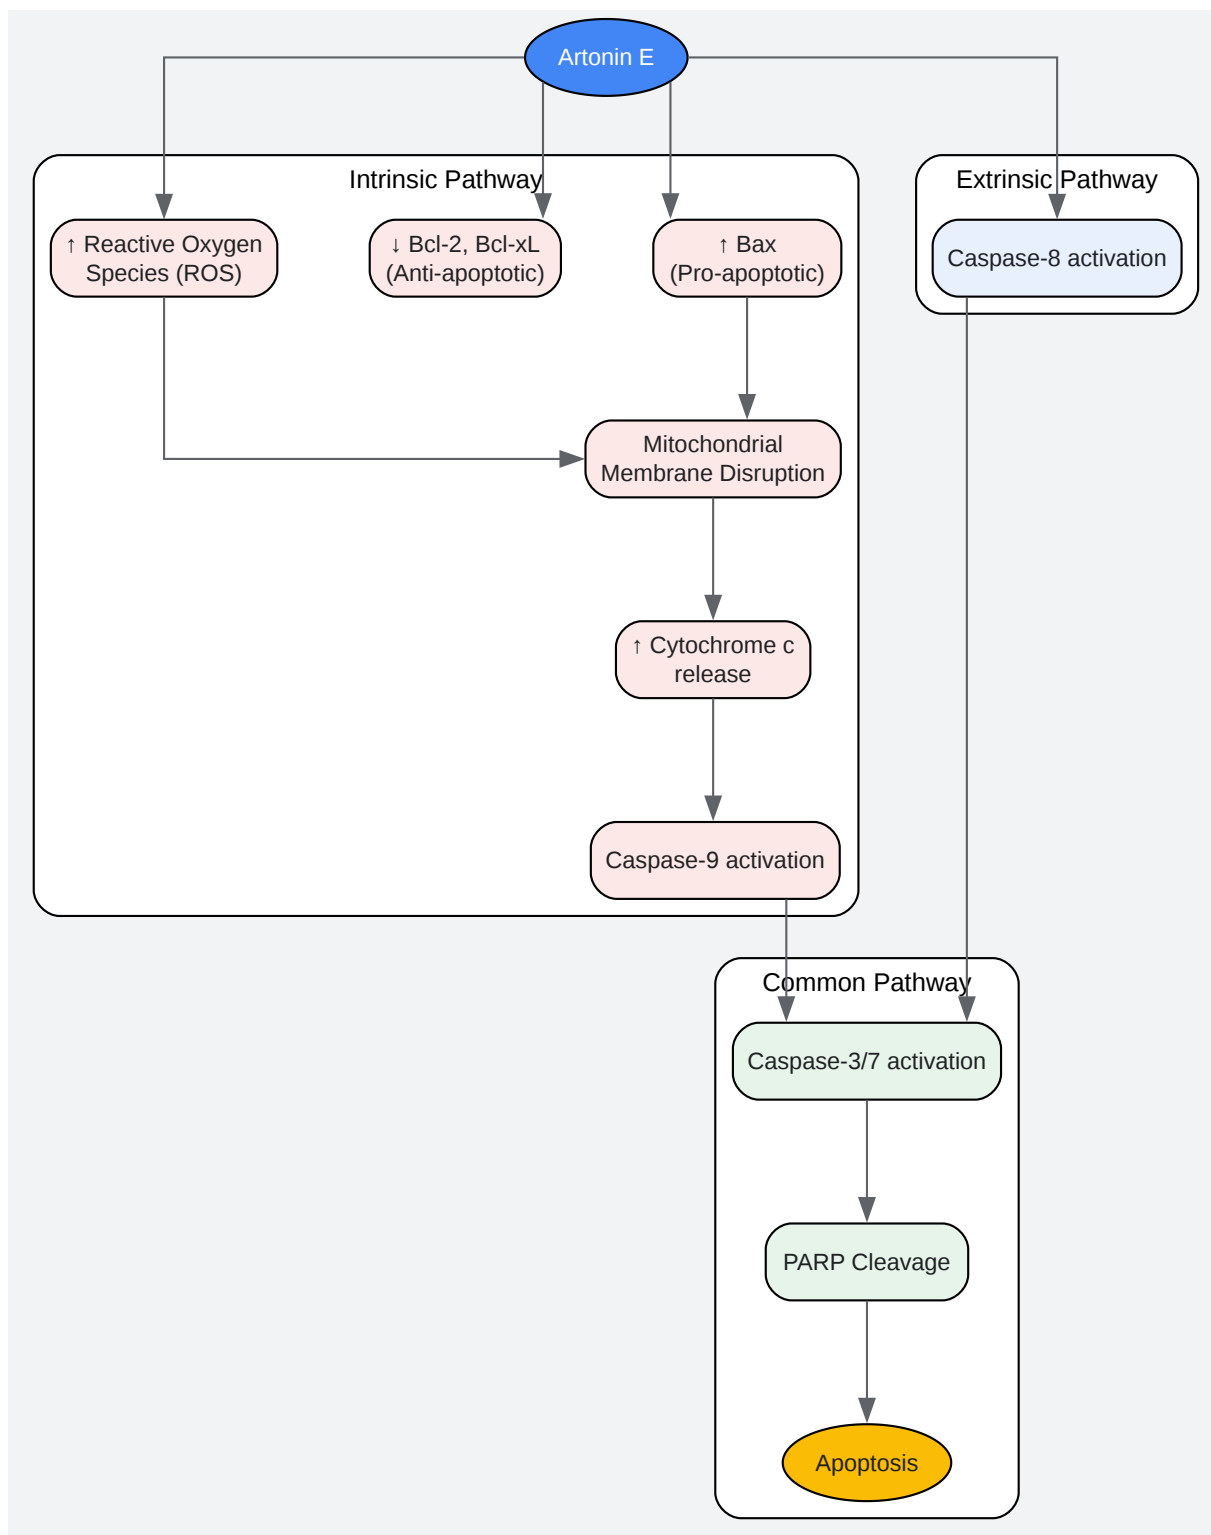 Artonin E
Intrinsic Pathway
Extrinsic Pathway
↑ Reactive Oxygen
Species (ROS)
↓ Bcl-2, Bcl-xL
(Anti-apoptotic)
↑ Bax
(Pro-apoptotic)
Caspase-8 activation
Mitochondrial
Membrane Disruption
↑ Cytochrome c
release
Caspase-9 activation
Common Pathway
Caspase-3/7 activation
PARP Cleavage
Apoptosis